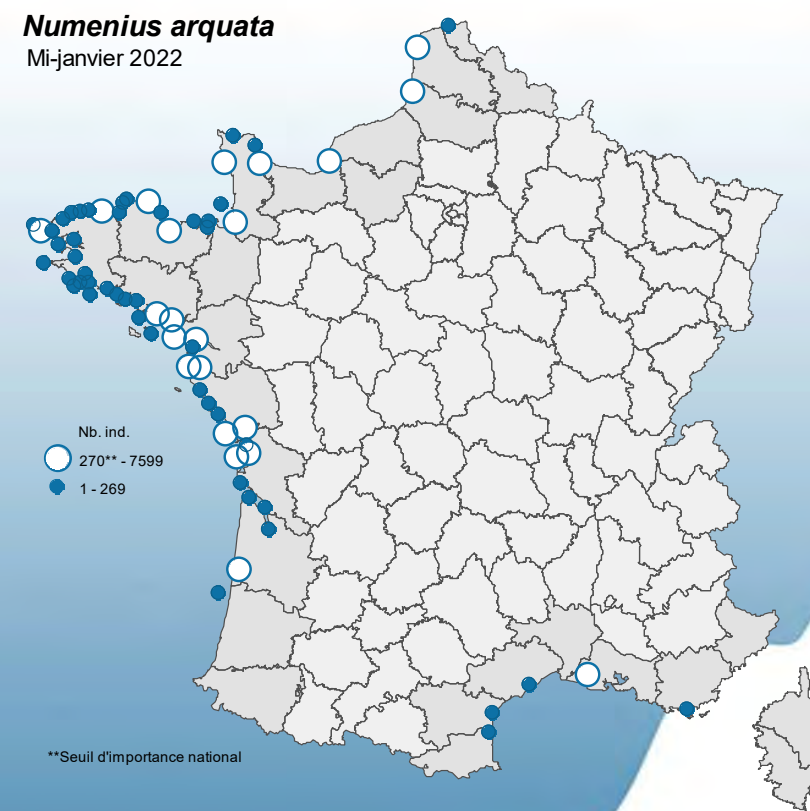 Numenius arquata
Mi-janvier 2022
Nb. ind.
270** - 7599
1 - 269
**Seuil d'importance national